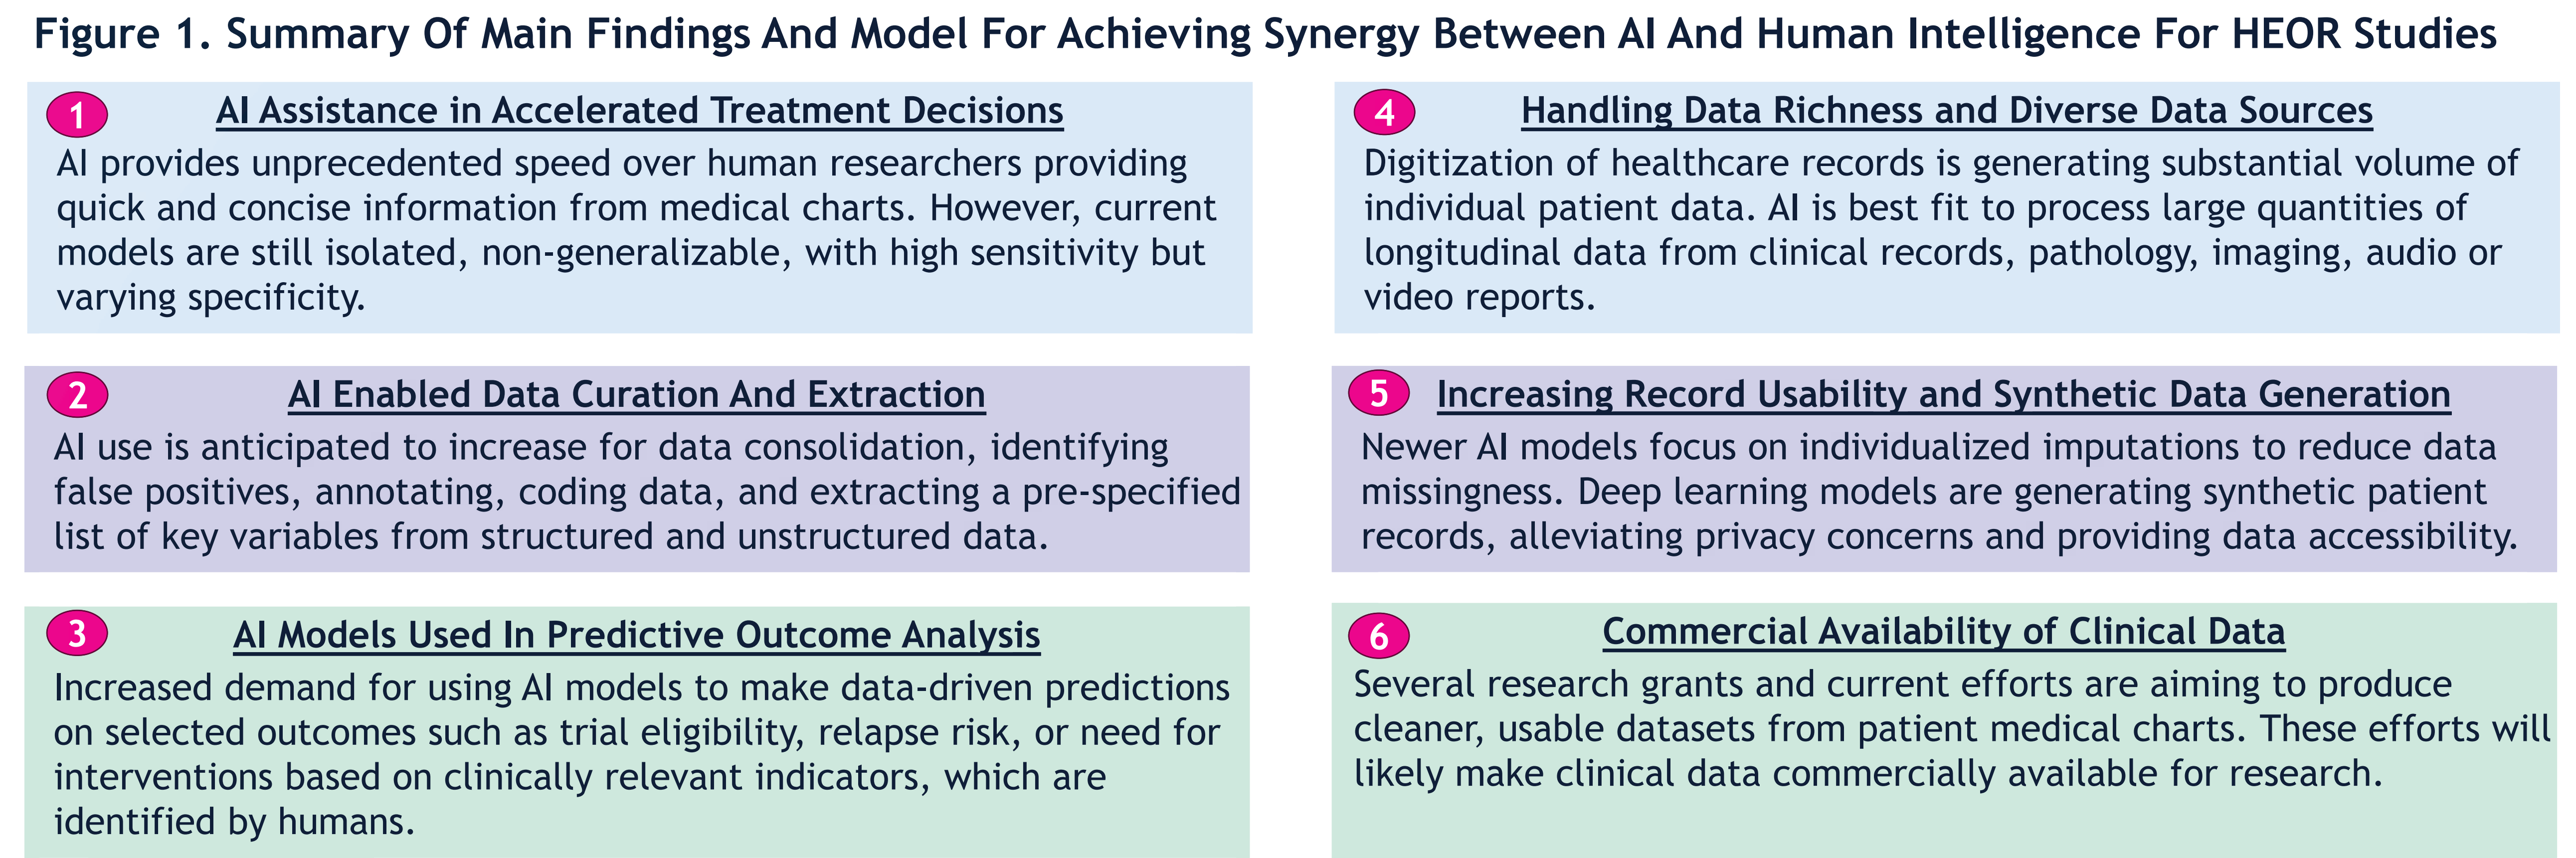 Figure 1. Summary Of Main Findings And Model For Achieving Synergy Between AI And Human Intelligence For HEOR Studies
1
AI Assistance in Accelerated Treatment Decisions
AI provides unprecedented speed over human researchers providing
quick and concise information from medical charts. However, current
models are still isolated, non-generalizable, with high sensitivity but
varying specificity.
2
AI Enabled Data Curation And Extraction
AI use is anticipated to increase for data consolidation, identifying
false positives, annotating, coding data, and extracting a pre-specified
list of key variables from structured and unstructured data.
3
AI Models Used In Predictive Outcome Analysis
Increased demand for using AI models to make data-driven predictions
on selected outcomes such as trial eligibility, relapse risk, or need for
interventions based on clinically relevant indicators, which are
identified by humans.
4
Handling Data Richness and Diverse Data Sources
Digitization of healthcare records is generating substantial volume of
individual patient data. AI is best fit to process large quantities of
longitudinal data from clinical records, pathology, imaging, audio or
video reports.
5
Increasing Record Usability and Synthetic Data Generation
Newer AI models focus on individualized imputations to reduce data
missingness. Deep learning models are generating synthetic patient
records, alleviating privacy concerns and providing data accessibility.
6
Commercial Availability of Clinical Data
Several research grants and current efforts are aiming to produce
cleaner, usable datasets from patient medical charts. These efforts will
likely make clinical data commercially available for research.